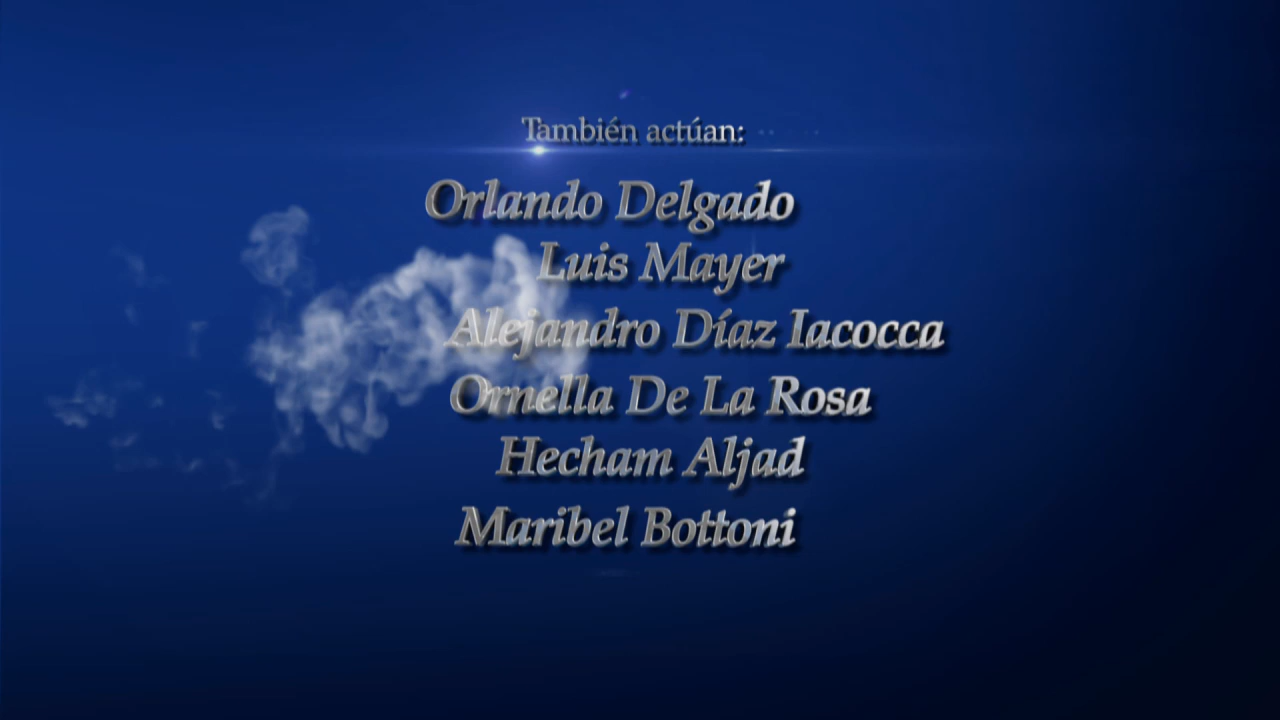 También actúan:
Orlando Delgado
Luis Mayer
Alejandro Díaz Iacocca
Ornella De La Rosa
Hecham Aljad
Maribel Bottoni